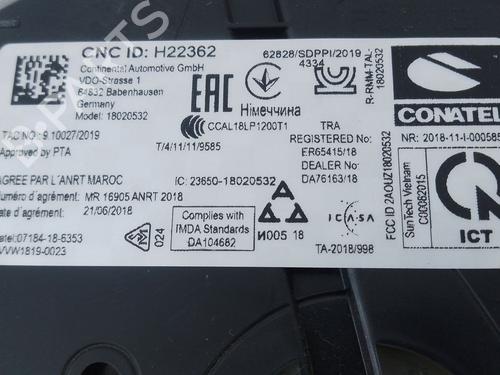 CNC ID: H22362
Continental Automotive GmbH
VDO-Strasse 1
64832 Babenhausen
Germany
Model: 18020532
62828/SDPPI/2019
4334
R-RMM-TAL-
18020532
CONATEL
NR: 2018-11-I-000585
EAC
Німеччина
CCAL18LP1200T1
T/4/11/11/9585
TRA
REGISTERED No:
ER65415/18
DEALER No:
DA76163/18
TAC NO : 9.10027/2019
Approved by PTA
AGREE PAR L'ANRT MAROC
Numéro d'agrément: MR 16905 ANRT 2018
Date d'agrément: 21/06/2018
IC: 23650-18020532
FCC ID 2AOUZ18020532
SunTech Vietnam
C00362015
ICT
Complies with
IMDA Standards
DA104682
024
И005 18
ICASA
TA-2018/998
atel:07184-18-5353
VVW1819-0023